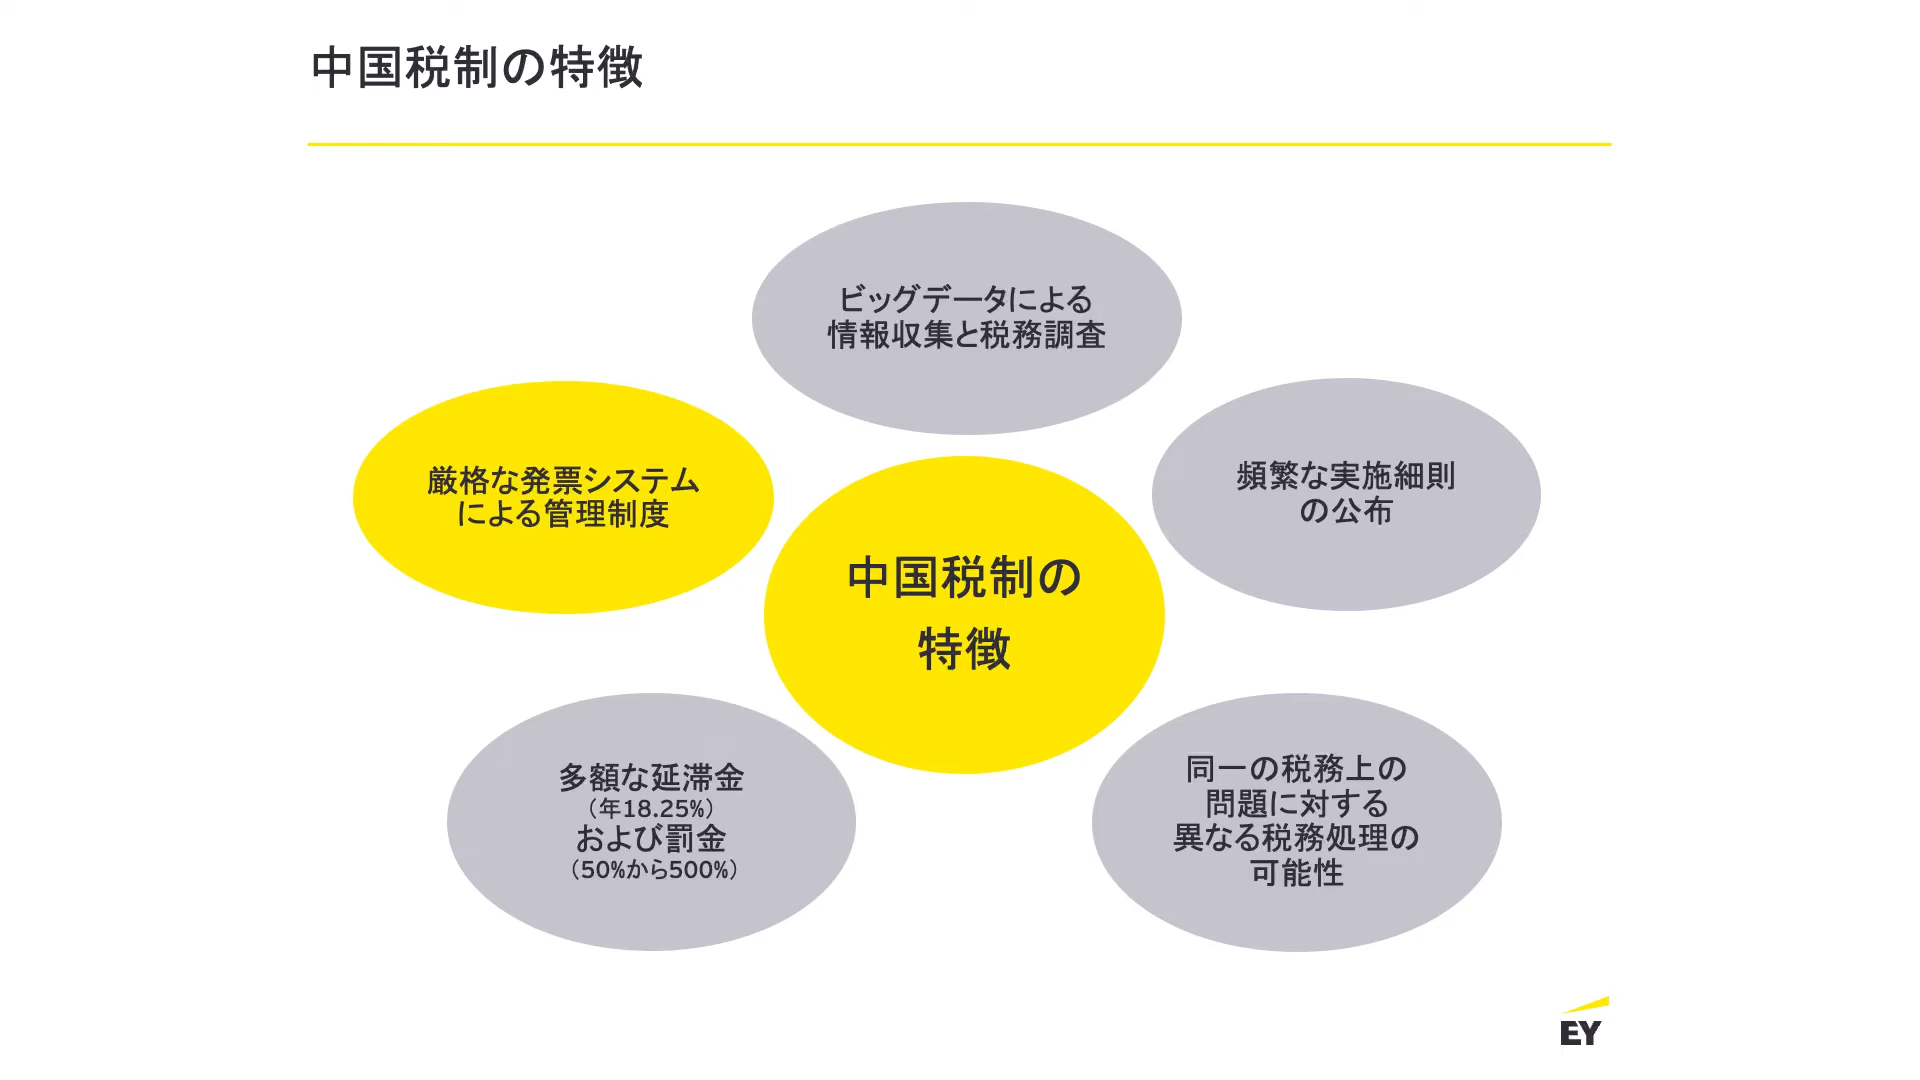 中国税制の特徴
ビッグデータによる
情報収集と税務調査
厳格な発票システム
による管理制度
頻繁な実施細則
の公布
中国税制の
特徴
多額な延滞金
（年18.25%）
および罰金
（50%から500%）
同一の税務上の
問題に対する
異なる税務処理の
可能性
EY